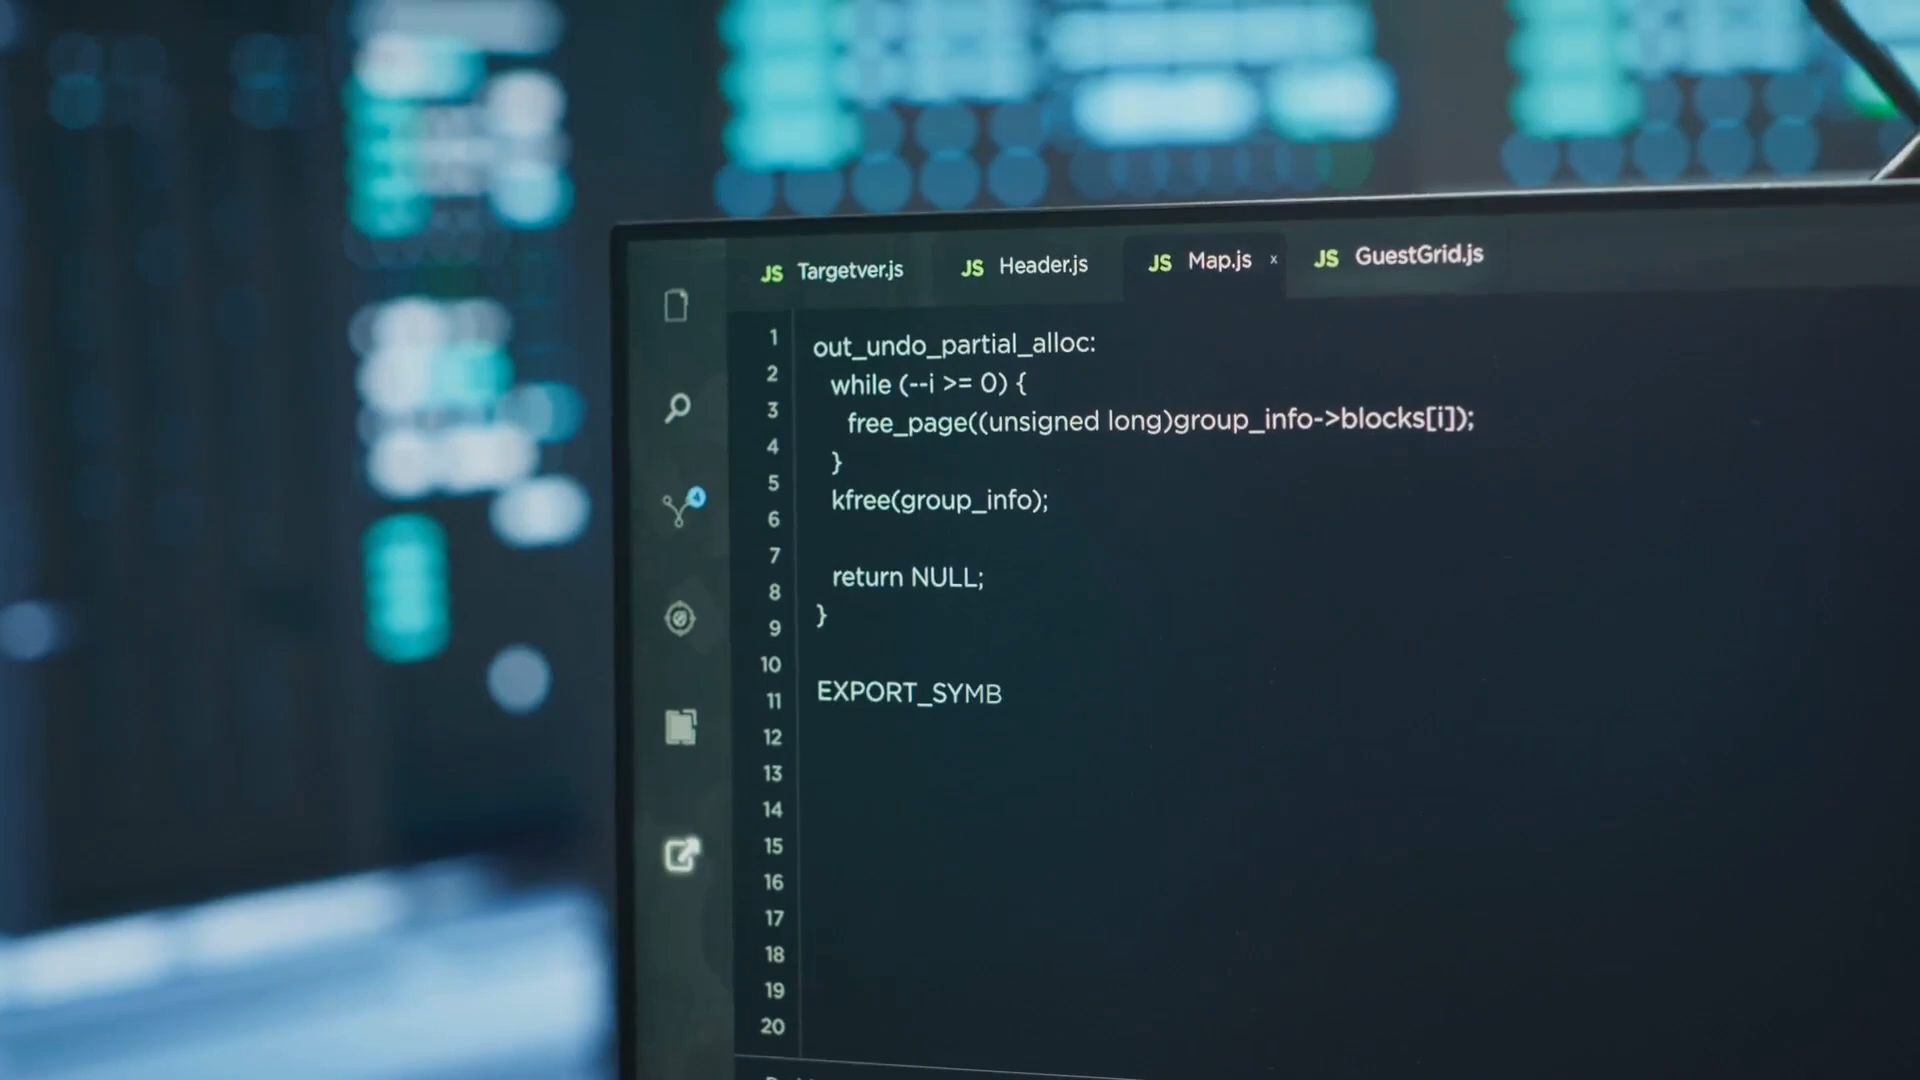 JS Targetver.js JS Header.js JS Map.js x JS GuestGrid.js
1 out_undo_partial_alloc:
2 while (--i >= 0) {
3 free_page((unsigned long)group_info->blocks[i]);
4 }
5 kfree(group_info);
6
7 return NULL;
8 }
9
10 EXPORT_SYMB
11
12
13
14
15
16
17
18
19
20